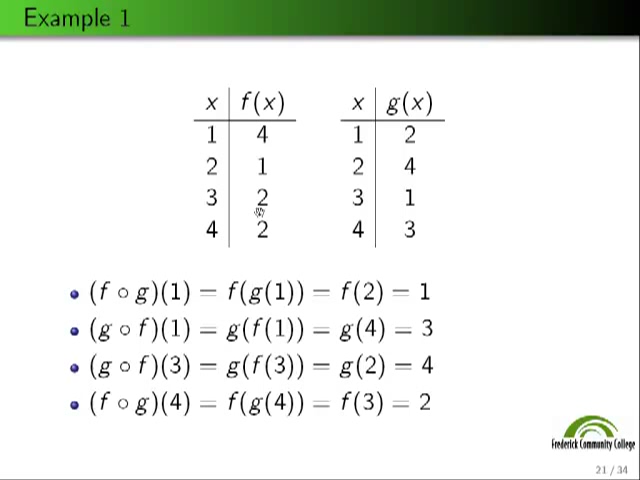 Example 1
x f(x) x g(x)
1 4 1 2
2 1 2 4
3 2 3 1
4 2 4 3
• (f ∘ g)(1) = f(g(1)) = f(2) = 1
• (g ∘ f)(1) = g(f(1)) = g(4) = 3
• (g ∘ f)(3) = g(f(3)) = g(2) = 4
• (f ∘ g)(4) = f(g(4)) = f(3) = 2
Frederick Community College
21 / 34